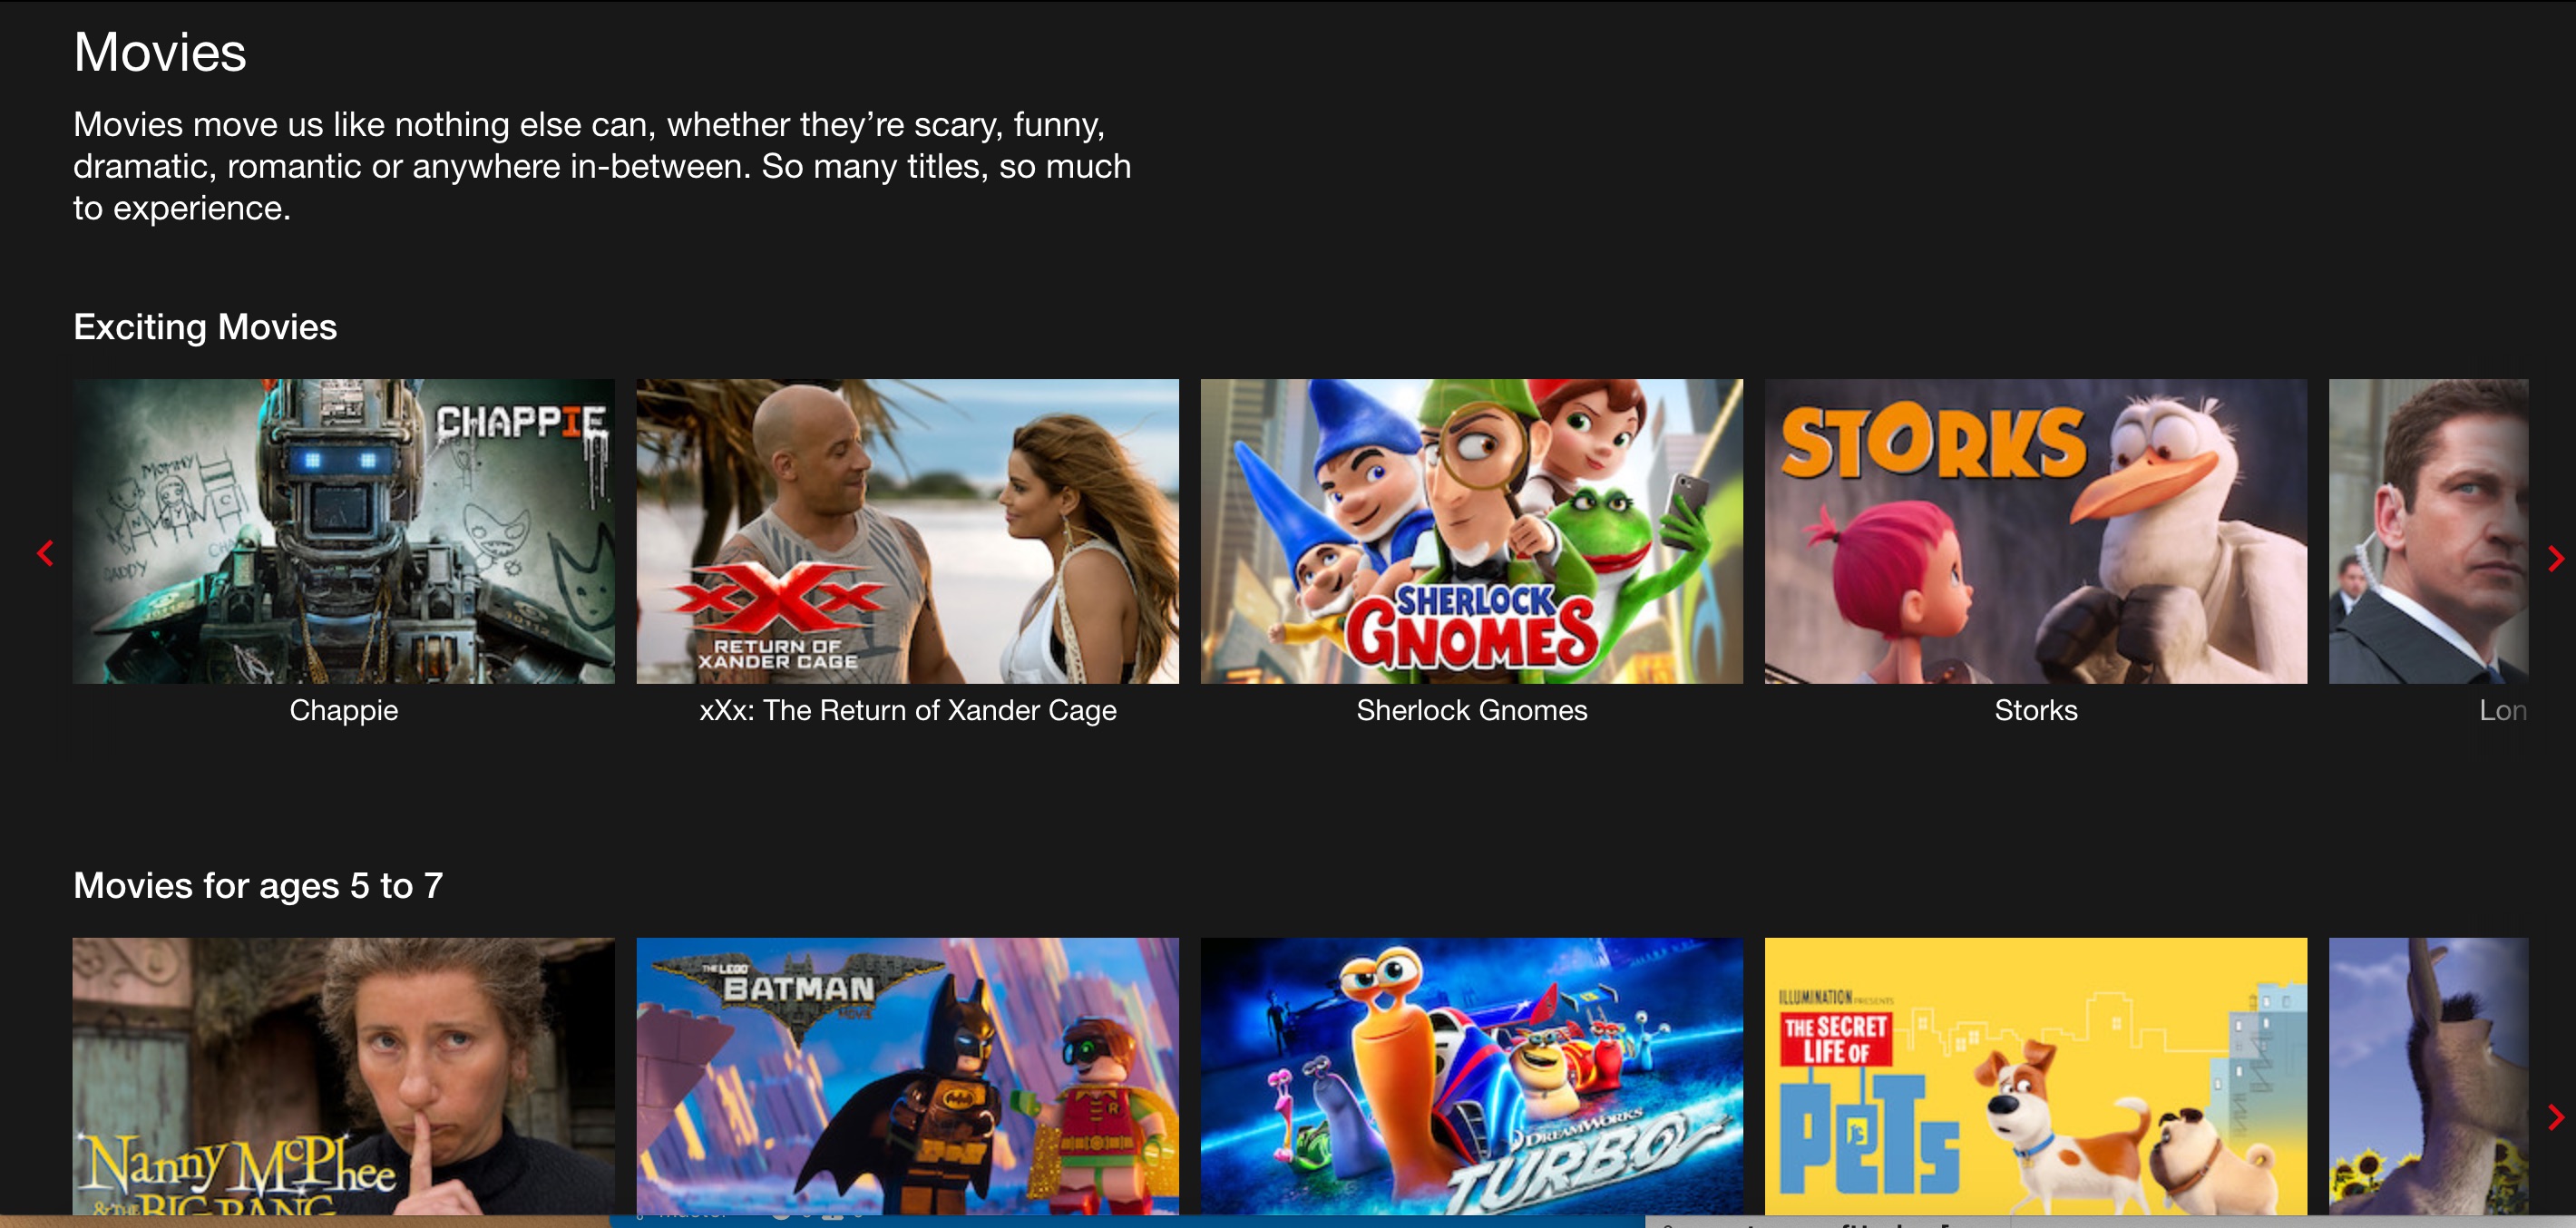 Movies
Movies move us like nothing else can, whether they’re scary, funny,
dramatic, romantic or anywhere in-between. So many titles, so much
to experience.
Exciting Movies
CHAPPIE
MOMMY
DADDY
xXx
RETURN OF
XANDER CAGE
SHERLOCK
GNOMES
STORKS
Chappie
xXx: The Return of Xander Cage
Sherlock Gnomes
Storks
Lon
Movies for ages 5 to 7
Nanny McPhee
& THE BIG BANG
THE LEGO
BATMAN
MOVIE
R
DREAMWORKS
TURBO
ILLUMINATION PRESENTS
THE SECRET
LIFE OF
PETS
master